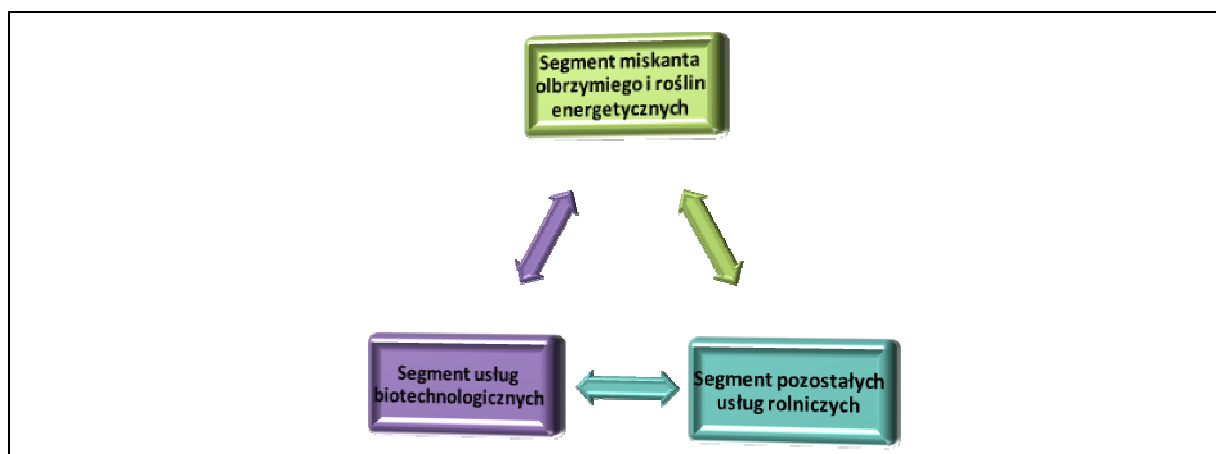 Segment miskanta
olbrzymiego i roślin
energetycznych
Segment usług
biotechnologicznych
Segment pozostałych
usług rolniczych